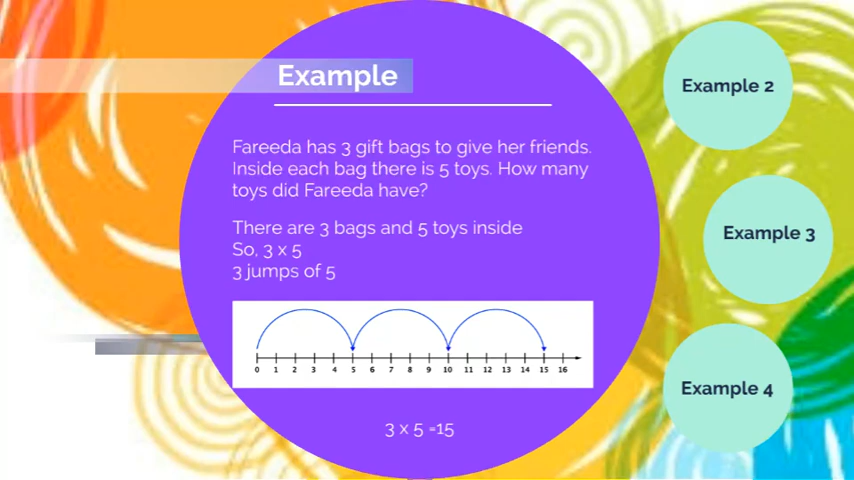 Example
Fareeda has 3 gift bags to give her friends.
Inside each bag there is 5 toys. How many
toys did Fareeda have?
There are 3 bags and 5 toys inside
So, 3 x 5
3 jumps of 5
0 1 2 3 4 5 6 7 8 9 10 11 12 13 14 15 16
3 x 5 =15
Example 2
Example 3
Example 4